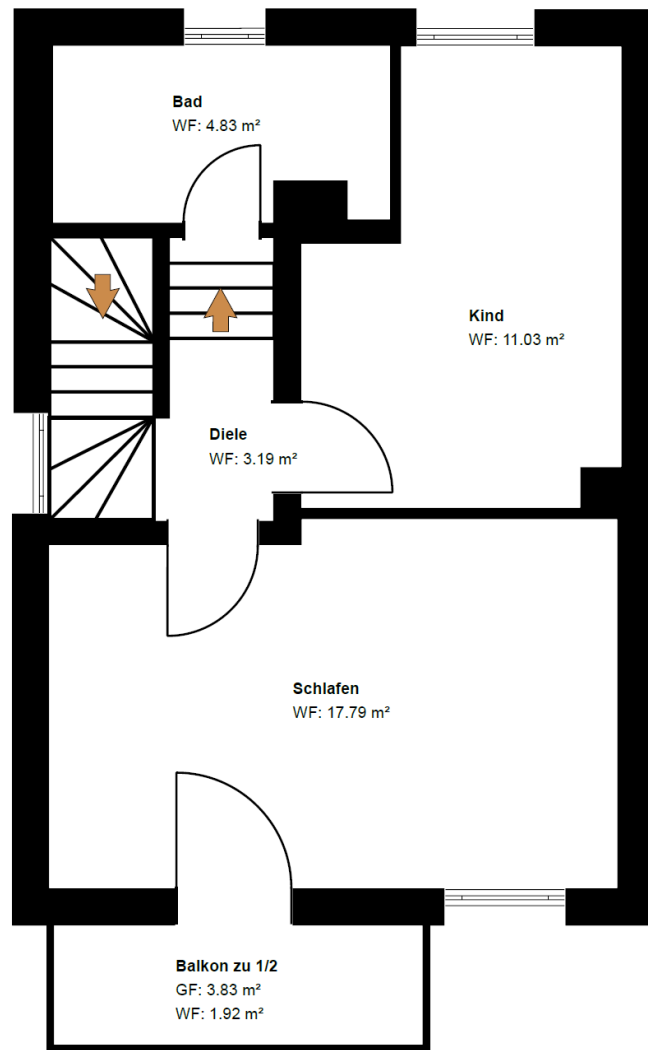 Bad
WF: 4.83 m²
Kind
WF: 11.03 m²
Diele
WF: 3.19 m²
Schlafen
WF: 17.79 m²
Balkon zu 1/2
GF: 3.83 m²
WF: 1.92 m²